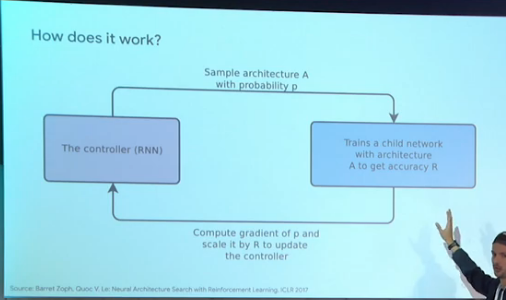 How does it work?
Sample architecture A
with probability p
The controller (RNN)
Trains a child network
with architecture
A to get accuracy R
Compute gradient of p and
scale it by R to update
the controller
Source: Barret Zoph, Quoc V. Le: Neural Architecture Search with Reinforcement Learning. ICLR 2017